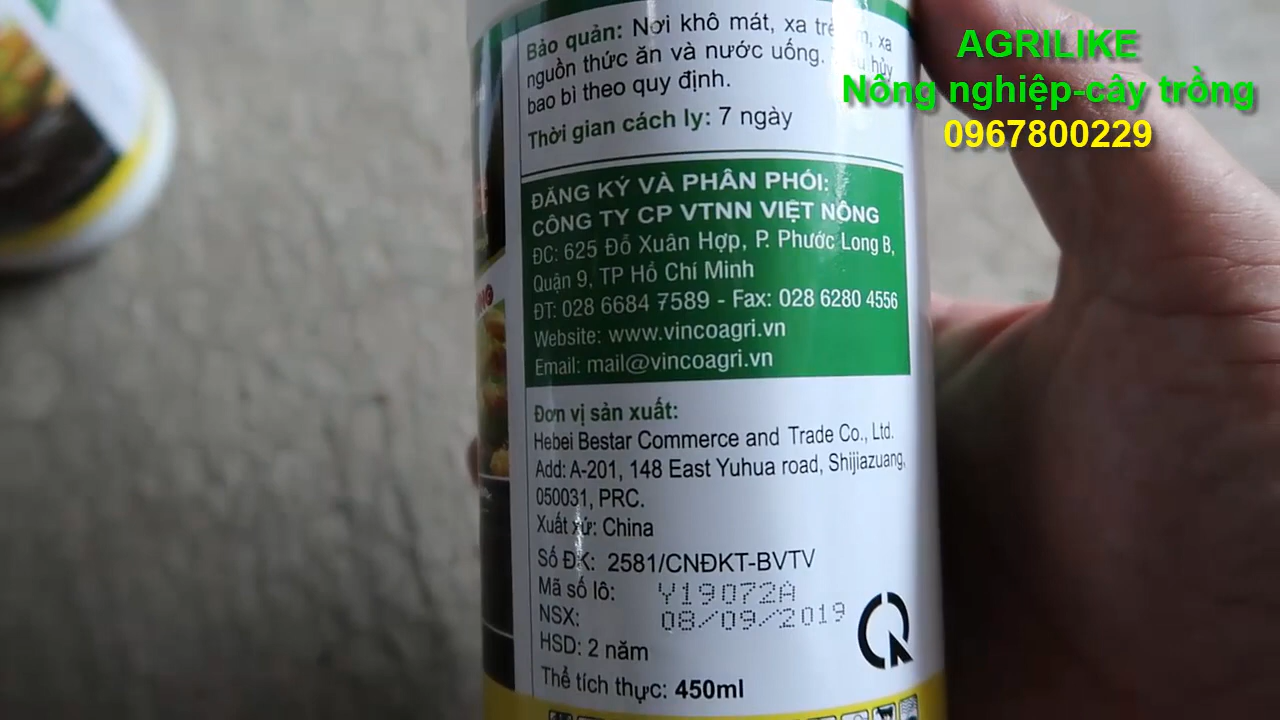 AGRILIKE
Nông nghiệp-cây trồng
0967800229
Bảo quản: Nơi khô mát, xa xa
nguồn thức ăn và nước uống. hủy
bao bì theo quy định.
Thời gian cách ly: 7 ngày
ĐĂNG KÝ VÀ PHÂN PHỐI:
CÔNG TY CP VTNN VIỆT NÔNG
ĐC: 625 Đỗ Xuân Hợp, P. Phước Long B,
Quận 9, TP Hồ Chí Minh
ĐT: 028 6684 7589 - Fax: 028 6280 4556
Website: www.vincoagri.vn
Email: mail@vincoagri.vn
Đơn vị sản xuất:
Hebei Bestar Commerce and Trade Co., Ltd.
Add: A-201, 148 East Yuhua road, Shijiazuang,
050031, PRC.
Xuất xứ: China
Số ĐK: 2581/CNĐKT-BVTV
Mã số lô: Y19072A
NSX: 08/09/2019
HSD: 2 năm
Thể tích thực: 450ml